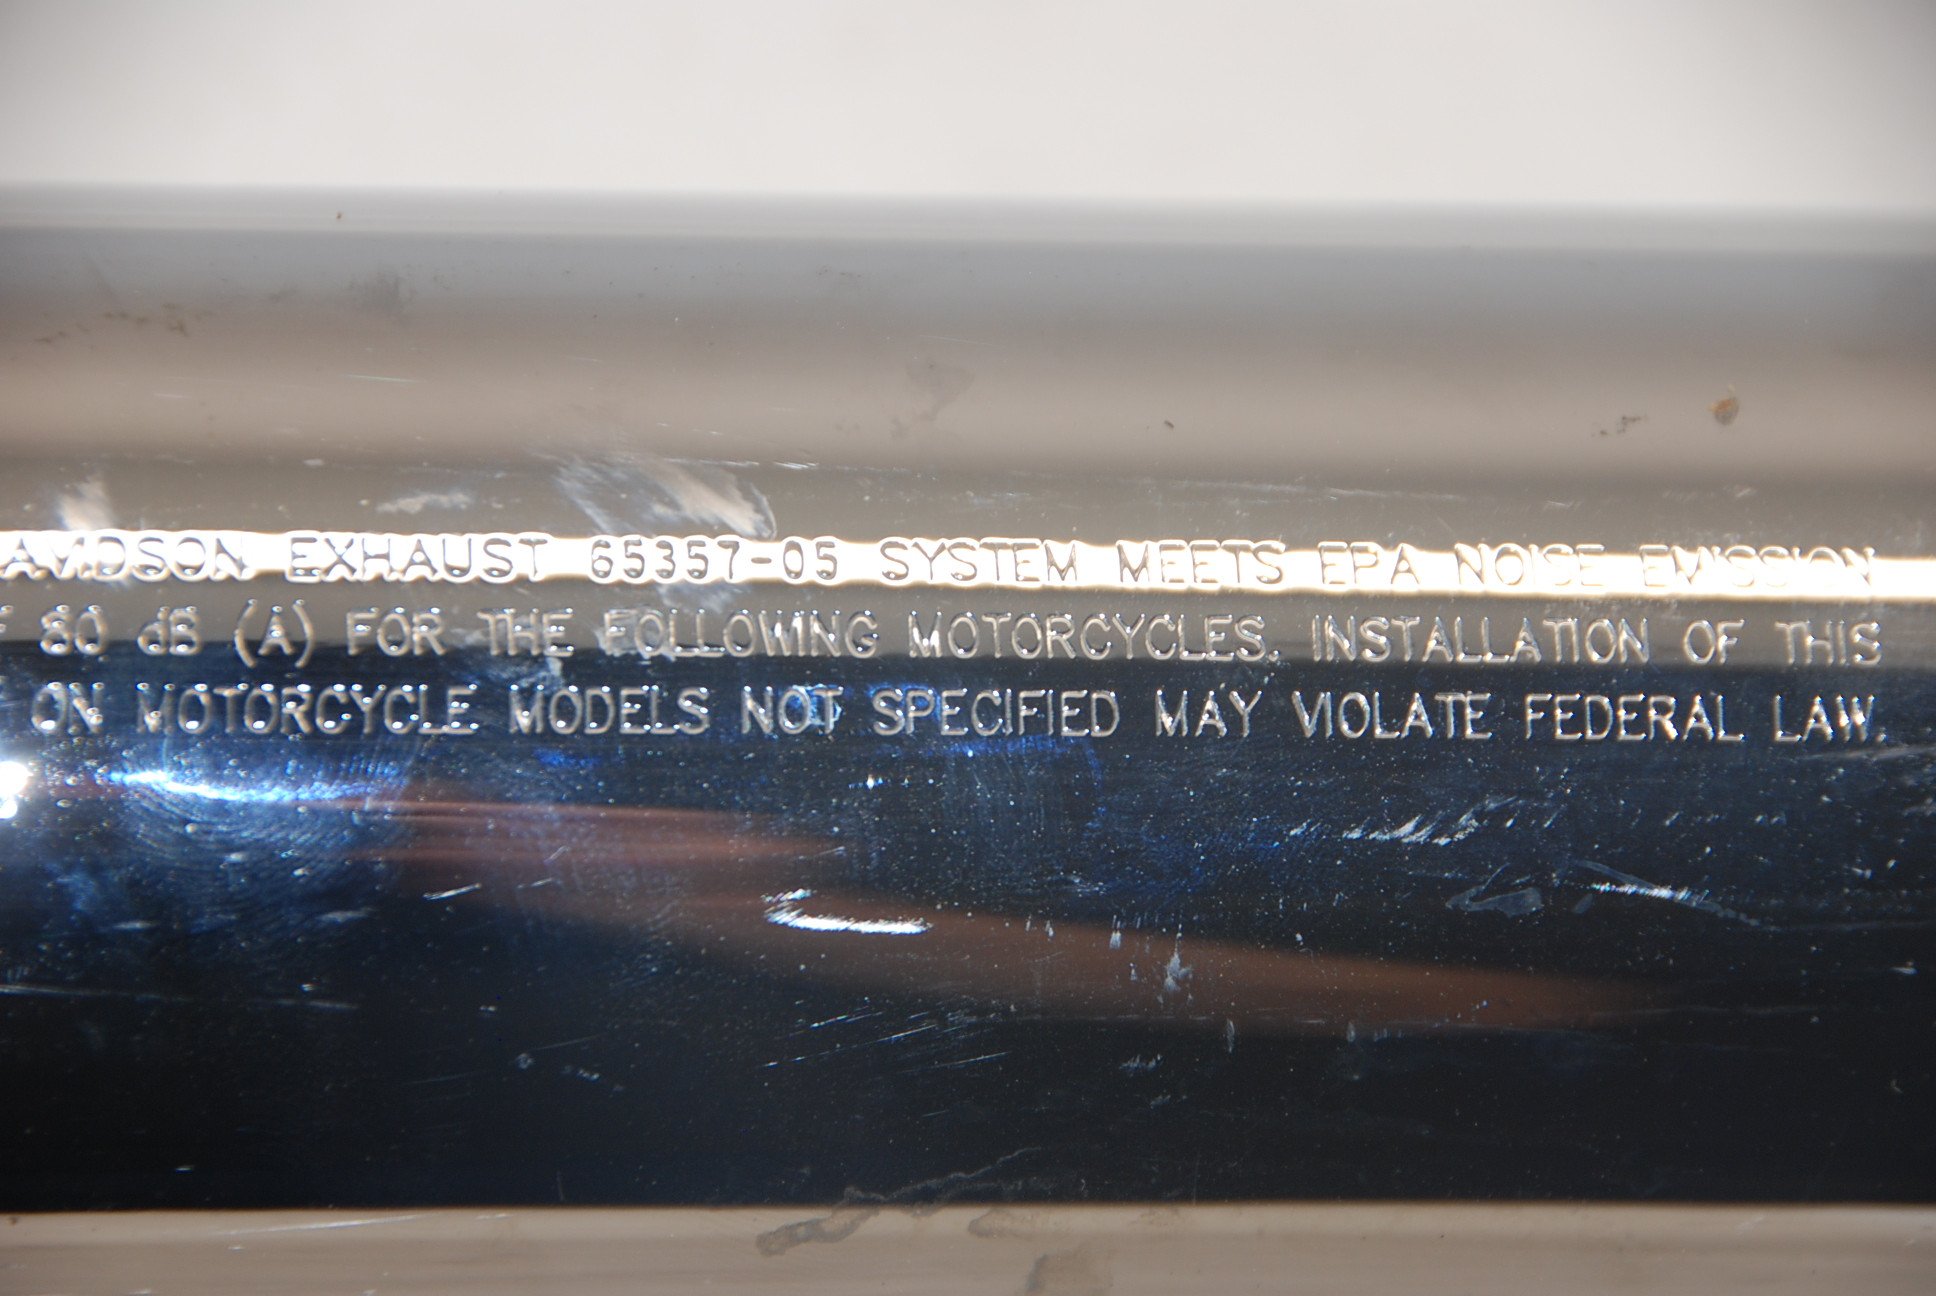 AVIDSON EXHAUST 65357-05 SYSTEM MEETS EPA NOISE EMISSION
80 dB (A) FOR THE FOLLOWING MOTORCYCLES. INSTALLATION OF THIS
ON MOTORCYCLE MODELS NOT SPECIFIED MAY VIOLATE FEDERAL LAW.